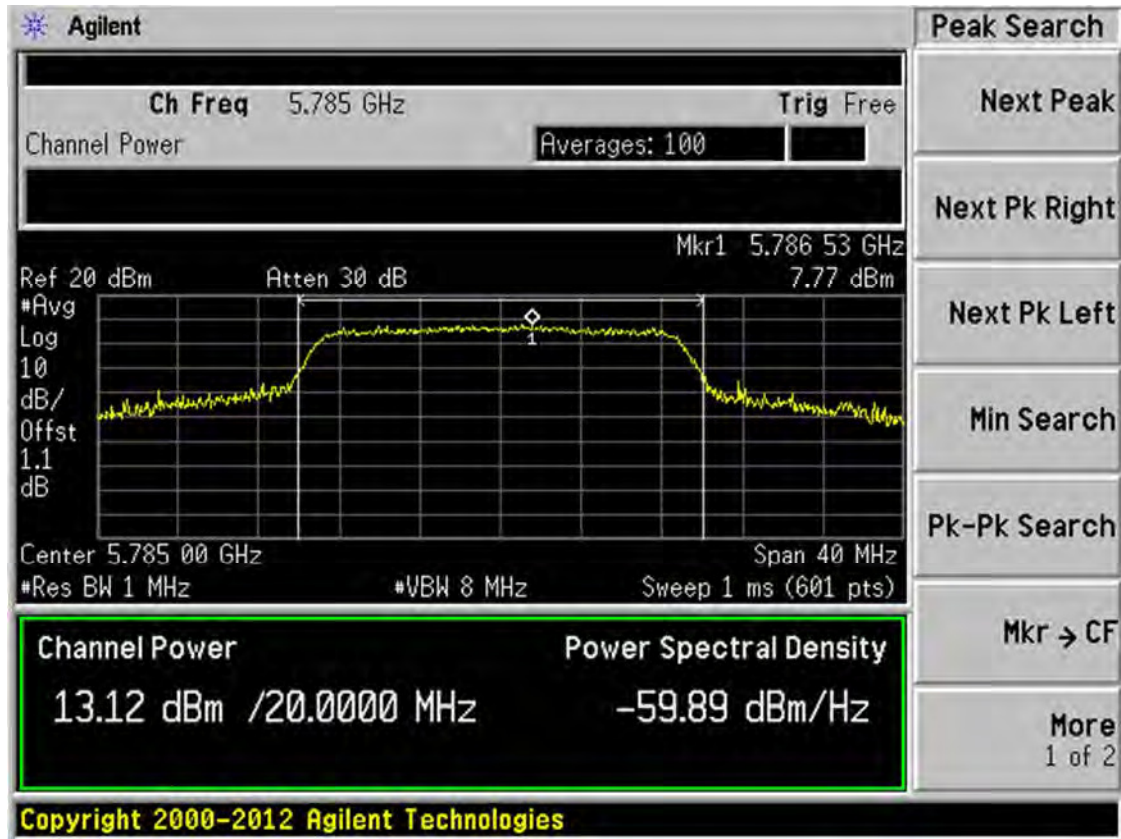 Agilent
Peak Search
Ch Freq 5.785 GHz Trig Free
Channel Power Averages: 100
Mkr1 5.786 53 GHz
Ref 20 dBm Atten 30 dB 7.77 dBm
#Avg
Log
10
dB/
Offst
1.1
dB
1
Center 5.785 00 GHz Span 40 MHz
#Res BW 1 MHz #VBW 8 MHz Sweep 1 ms (601 pts)
Channel Power Power Spectral Density
13.12 dBm /20.0000 MHz -59.89 dBm/Hz
Next Peak
Next Pk Right
Next Pk Left
Min Search
Pk-Pk Search
Mkr → CF
More
1 of 2
Copyright 2000-2012 Agilent Technologies